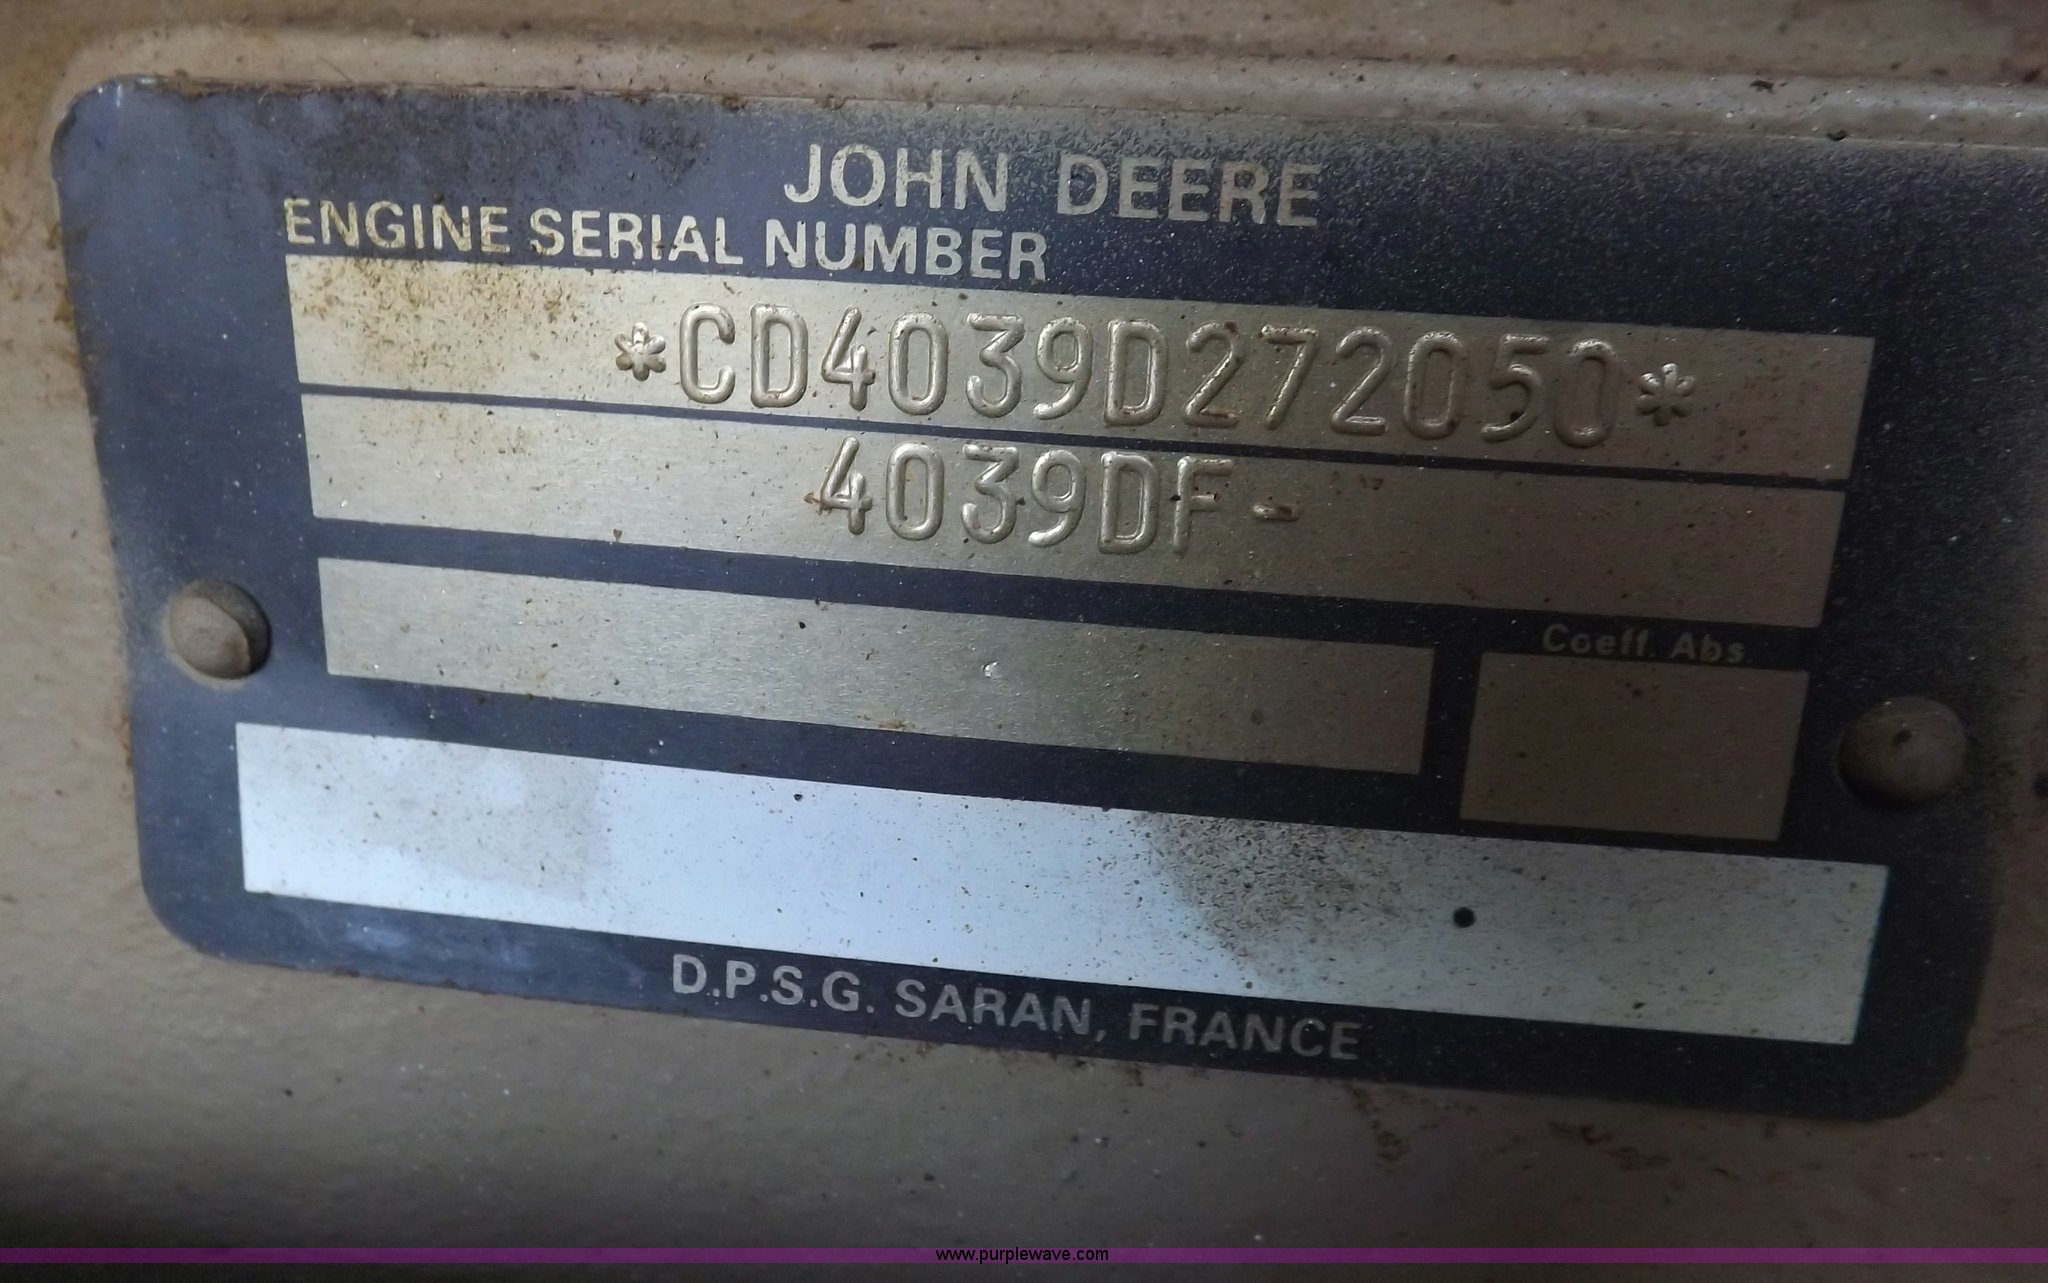 JOHN DEERE
ENGINE SERIAL NUMBER
*CD4039D272050*
4039DF-
Coeff. Abs.
D.P.S.G. SARAN, FRANCE
www.purplewave.com